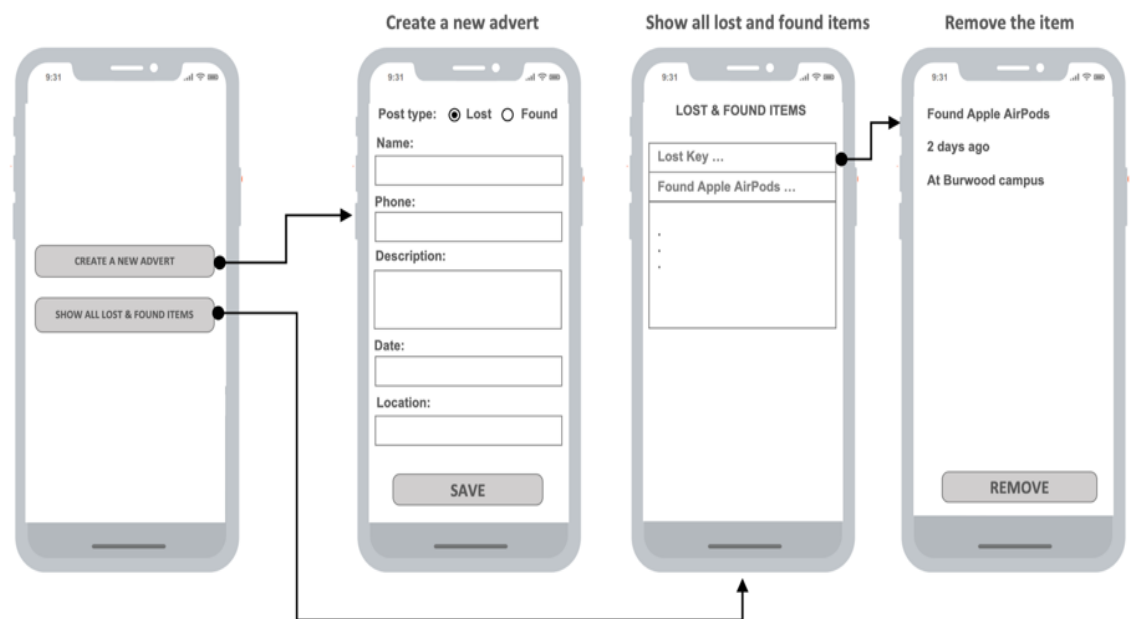 Create a new advert
Show all lost and found items
Remove the item
9:31
CREATE A NEW ADVERT
SHOW ALL LOST & FOUND ITEMS
9:31
Post type: Lost Found
Name:
Phone:
Description:
Date:
Location:
SAVE
9:31
LOST & FOUND ITEMS
Lost Key ...
Found Apple AirPods ...
.
.
.
9:31
Found Apple AirPods
2 days ago
At Burwood campus
REMOVE